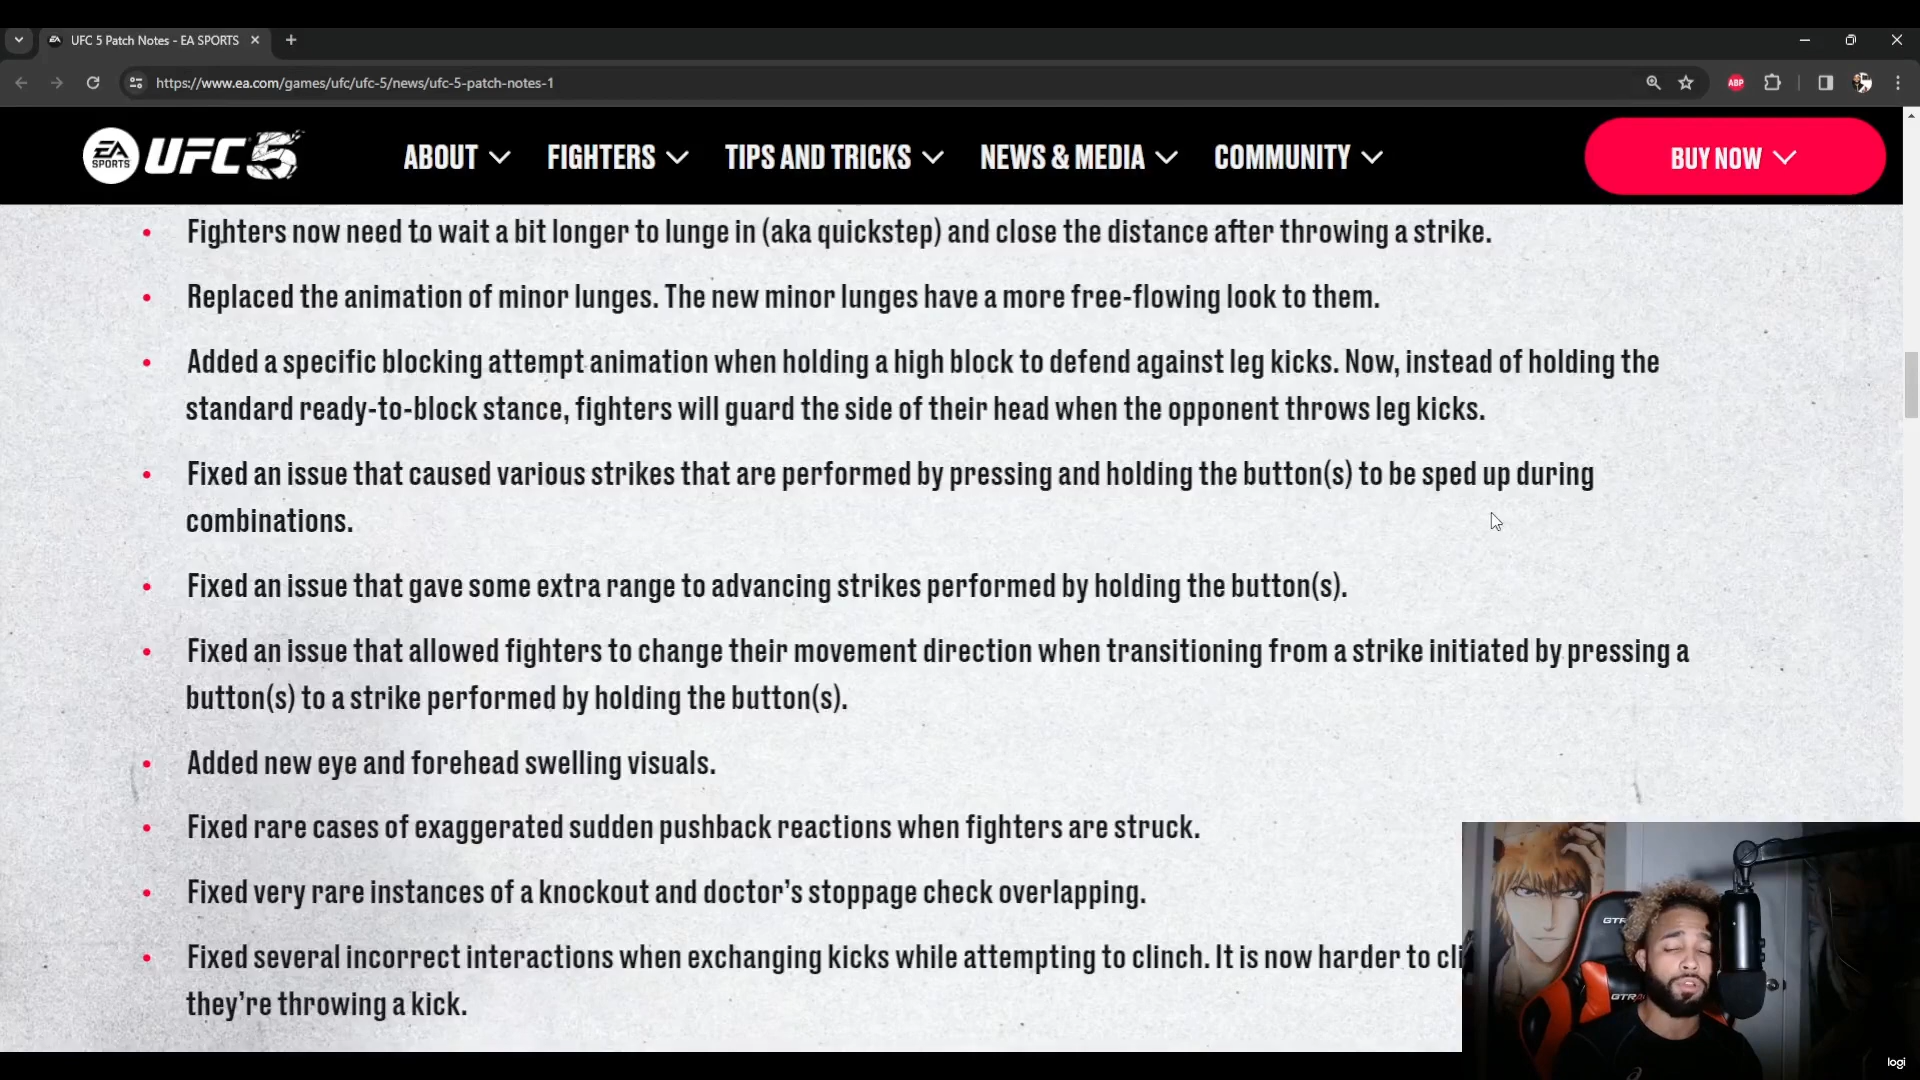 UFC 5 Patch Notes - EA SPORTS
https://www.ea.com/games/ufc/ufc-5/news/ufc-5-patch-notes-1
ABP
EA SPORTS UFC 5 ABOUT FIGHTERS TIPS AND TRICKS NEWS & MEDIA COMMUNITY BUY NOW
• Fighters now need to wait a bit longer to lunge in (aka quickstep) and close the distance after throwing a strike.
• Replaced the animation of minor lunges. The new minor lunges have a more free-flowing look to them.
• Added a specific blocking attempt animation when holding a high block to defend against leg kicks. Now, instead of holding the
standard ready-to-block stance, fighters will guard the side of their head when the opponent throws leg kicks.
• Fixed an issue that caused various strikes that are performed by pressing and holding the button(s) to be sped up during
combinations.
• Fixed an issue that gave some extra range to advancing strikes performed by holding the button(s).
• Fixed an issue that allowed fighters to change their movement direction when transitioning from a strike initiated by pressing a
button(s) to a strike performed by holding the button(s).
• Added new eye and forehead swelling visuals.
• Fixed rare cases of exaggerated sudden pushback reactions when fighters are struck.
• Fixed very rare instances of a knockout and doctor’s stoppage check overlapping.
• Fixed several incorrect interactions when exchanging kicks while attempting to clinch. It is now harder to cli
they’re throwing a kick.
logi